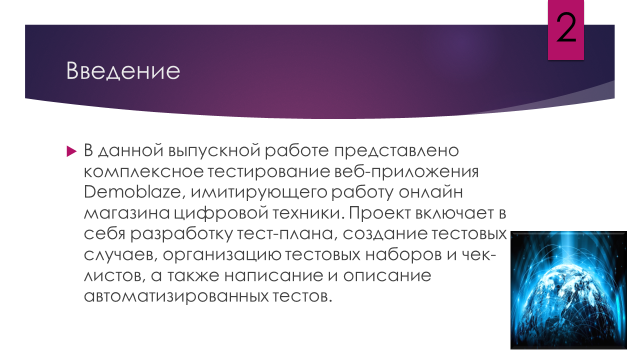 2
Введение
В данной выпускной работе представлено
комплексное тестирование веб-приложения
Demoblaze, имитирующего работу онлайн
магазина цифровой техники. Проект включает в
себя разработку тест-плана, создание тестовых
случаев, организацию тестовых наборов и чек-
листов, а также написание и описание
автоматизированных тестов.